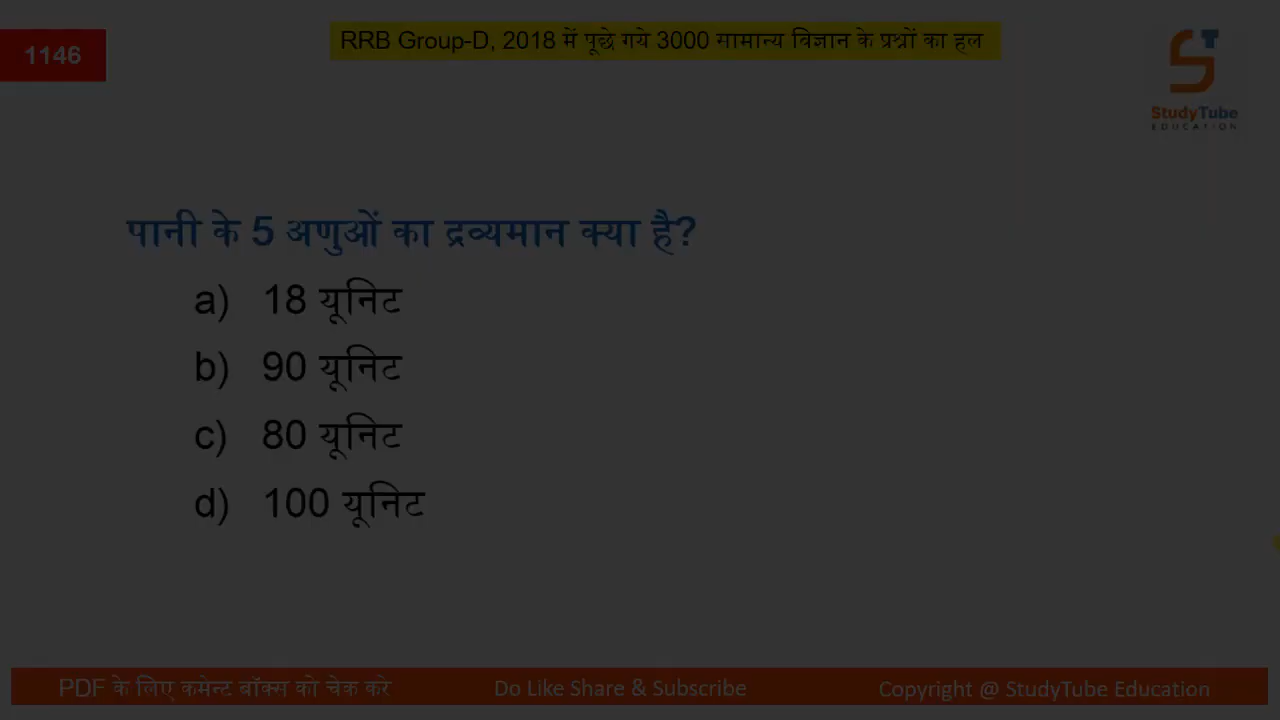 1146
RRB Group-D, 2018 में पूछे गये 3000 सामान्य विज्ञान के प्रश्नों का हल
StudyTube
EDUCATION
पानी के 5 अणुओं का द्रव्यमान क्या है?
a) 18 यूनिट
b) 90 यूनिट
c) 80 यूनिट
d) 100 यूनिट
PDF के लिए कमेन्ट बॉक्स को चेक करे Do Like Share & Subscribe Copyright @ StudyTube Education